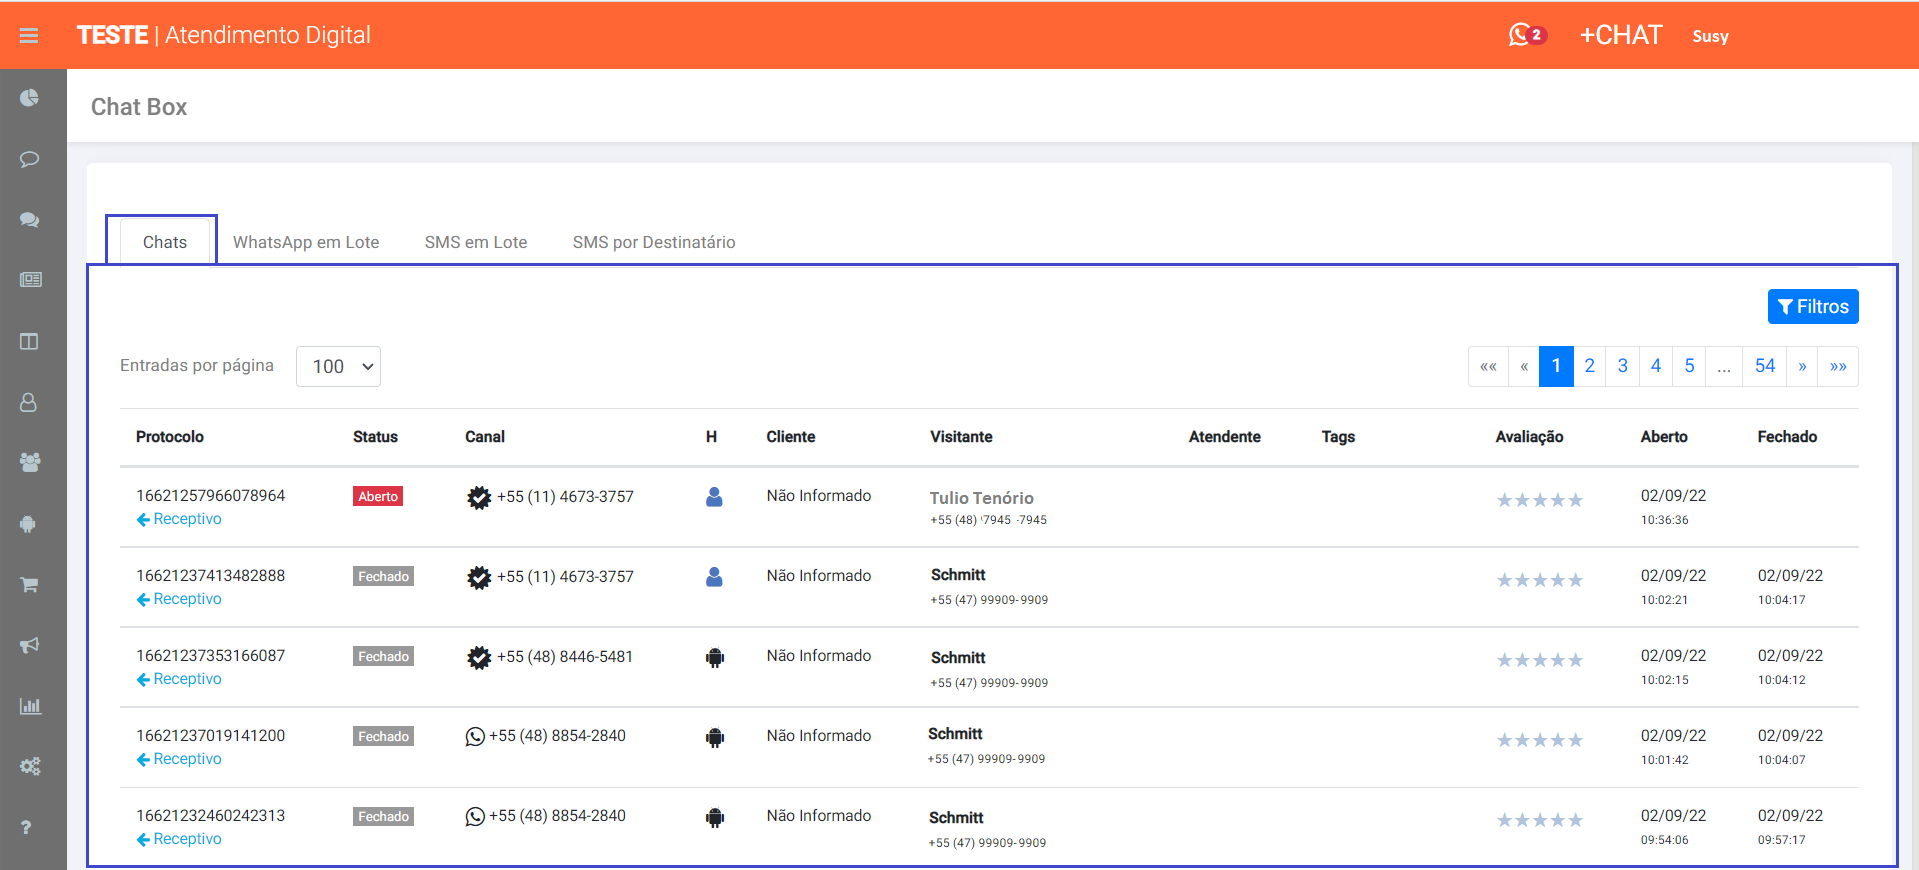 TESTE | Atendimento Digital
2
+CHAT
Susy
Chat Box
Chats
WhatsApp em Lote
SMS em Lote
SMS por Destinatário
Filtros
Entradas por página
100
«« « 1 2 3 4 5 ... 54 » »»
Protocolo Status Canal H Cliente Visitante Atendente Tags Avaliação Aberto Fechado
16621257966078964 Aberto +55 (11) 4673-3757 Não Informado Tulio Tenório 02/09/22
Receptivo +55 (48) '7945 -7945 10:36:36
16621237413482888 Fechado +55 (11) 4673-3757 Não Informado Schmitt 02/09/22 02/09/22
Receptivo +55 (47) 99909-9909 10:02:21 10:04:17
16621237353166087 Fechado +55 (48) 8446-5481 Não Informado Schmitt 02/09/22 02/09/22
Receptivo +55 (47) 99909-9909 10:02:15 10:04:12
16621237019141200 Fechado +55 (48) 8854-2840 Não Informado Schmitt 02/09/22 02/09/22
Receptivo +55 (47) 99909-9909 10:01:42 10:04:07
16621232460242313 Fechado +55 (48) 8854-2840 Não Informado Schmitt 02/09/22 02/09/22
Receptivo +55 (47) 99909-9909 09:54:06 09:57:17
?